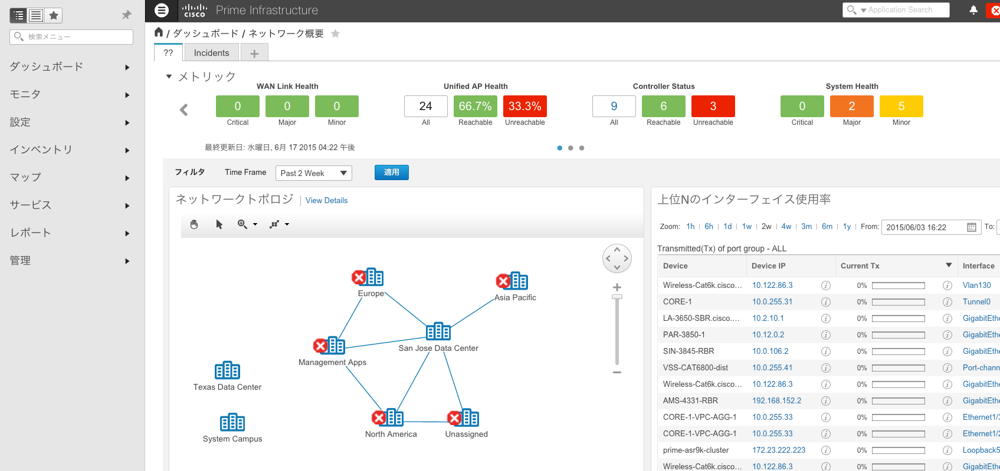 検索メニュー
ダッシュボード
モニタ
設定
インベントリ
マップ
サービス
レポート
管理
cisco Prime Infrastructure
Application Search
/ ダッシュボード / ネットワーク概要
?? Incidents +
メトリック
WAN Link Health
0 0 0
Critical Major Minor
Unified AP Health
24 66.7% 33.3%
All Reachable Unreachable
Controller Status
9 6 3
All Reachable Unreachable
System Health
0 2 5
Critical Major Minor
最終更新日: 水曜日, 6月 17 2015 04:22 午後
フィルタ Time Frame Past 2 Week 適用
ネットワークトポロジ | View Details
Europe
Asia Pacific
San Jose Data Center
Management Apps
Texas Data Center
North America
Unassigned
System Campus
上位Nのインターフェイス使用率
Zoom: 1h | 6h | 1d | 1w | 2w | 4w | 3m | 6m | 1y | From: 2015/06/03 16:22 To:
Transmitted(Tx) of port group - ALL
Device Device IP Current Tx Interface
Wireless-Cat6k.cisco... 10.122.86.3 0% Vlan130
CORE-1 10.0.255.31 0% Tunnel0
LA-3650-SBR.cisco.... 10.2.10.1 0% GigabitEthe
PAR-3850-1 10.12.0.2 0% GigabitEthe
SIN-3845-RBR 10.0.106.2 0% GigabitEthe
VSS-CAT6800-dist 10.0.255.41 0% Port-chann
Wireless-Cat6k.cisco... 10.122.86.3 0% GigabitEthe
AMS-4331-RBR 192.168.152.2 0% GigabitEthe
CORE-1-VPC-AGG-1 10.0.255.33 0% Ethernet1/3
CORE-1-VPC-AGG-1 10.0.255.33 0% Ethernet1/2
prime-asr9k-cluster 172.23.222.223 0% Loopback5
Wireless-Cat6k.cisco... 10.122.86.3 0% GigabitEthe